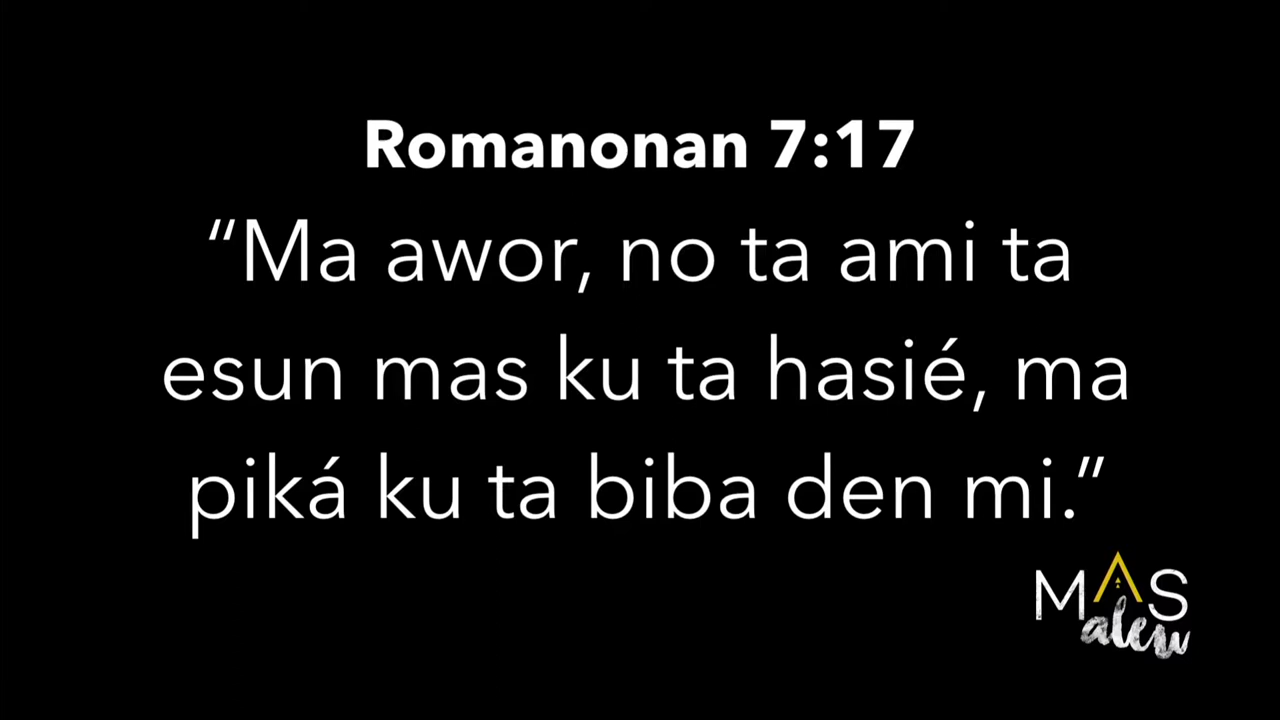 Romanonan 7:17
“Ma awor, no ta ami ta
esun mas ku ta hasié, ma
piká ku ta biba den mi.”
MAS
alew